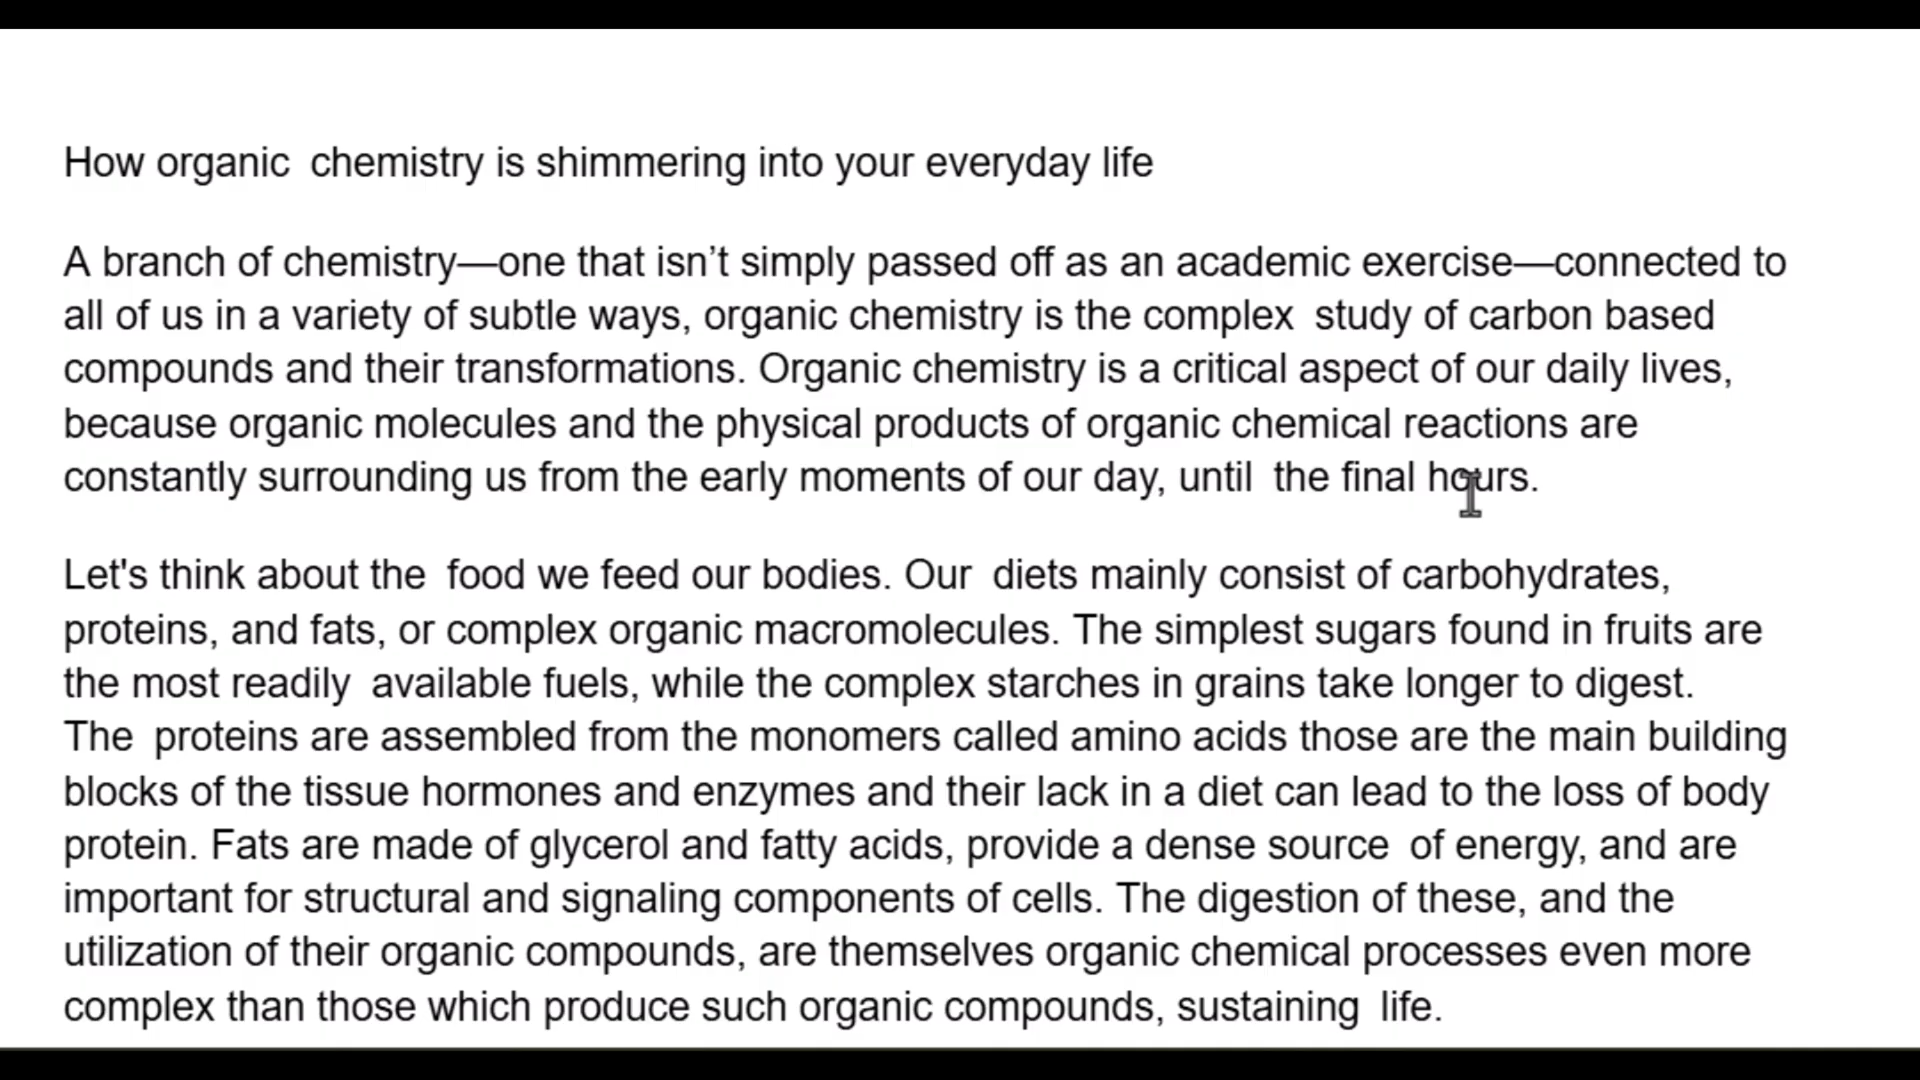 How organic  chemistry is shimmering into your everyday life
A branch of chemistry—one that isn’t simply passed off as an academic exercise—connected to
all of us in a variety of subtle ways, organic chemistry is the complex  study of carbon based
compounds and their transformations. Organic chemistry is a critical aspect of our daily lives,
because organic molecules and the physical products of organic chemical reactions are
constantly surrounding us from the early moments of our day, until  the final hours.
Let's think about the  food we feed our bodies. Our  diets mainly consist of carbohydrates,
proteins, and fats, or complex organic macromolecules. The simplest sugars found in fruits are
the most readily  available fuels, while the complex starches in grains take longer to digest.
The  proteins are assembled from the monomers called amino acids those are the main building
blocks of the tissue hormones and enzymes and their lack in a diet can lead to the loss of body
protein. Fats are made of glycerol and fatty acids, provide a dense source  of energy, and are
important for structural and signaling components of cells. The digestion of these, and the
utilization of their organic compounds, are themselves organic chemical processes even more
complex than those which produce such organic compounds, sustaining  life.